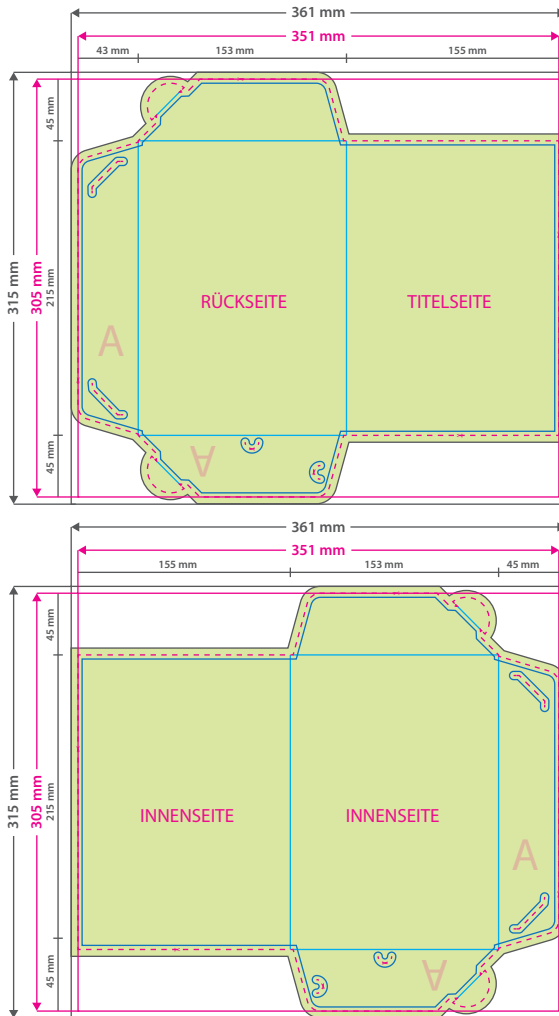 361 mm
351 mm
43 mm
153 mm
155 mm
315 mm
305 mm
45 mm
215 mm
45 mm
RÜCKSEITE
TITELSEITE
A
A
361 mm
351 mm
155 mm
153 mm
45 mm
315 mm
305 mm
45 mm
215 mm
45 mm
INNENSEITE
INNENSEITE
A
A